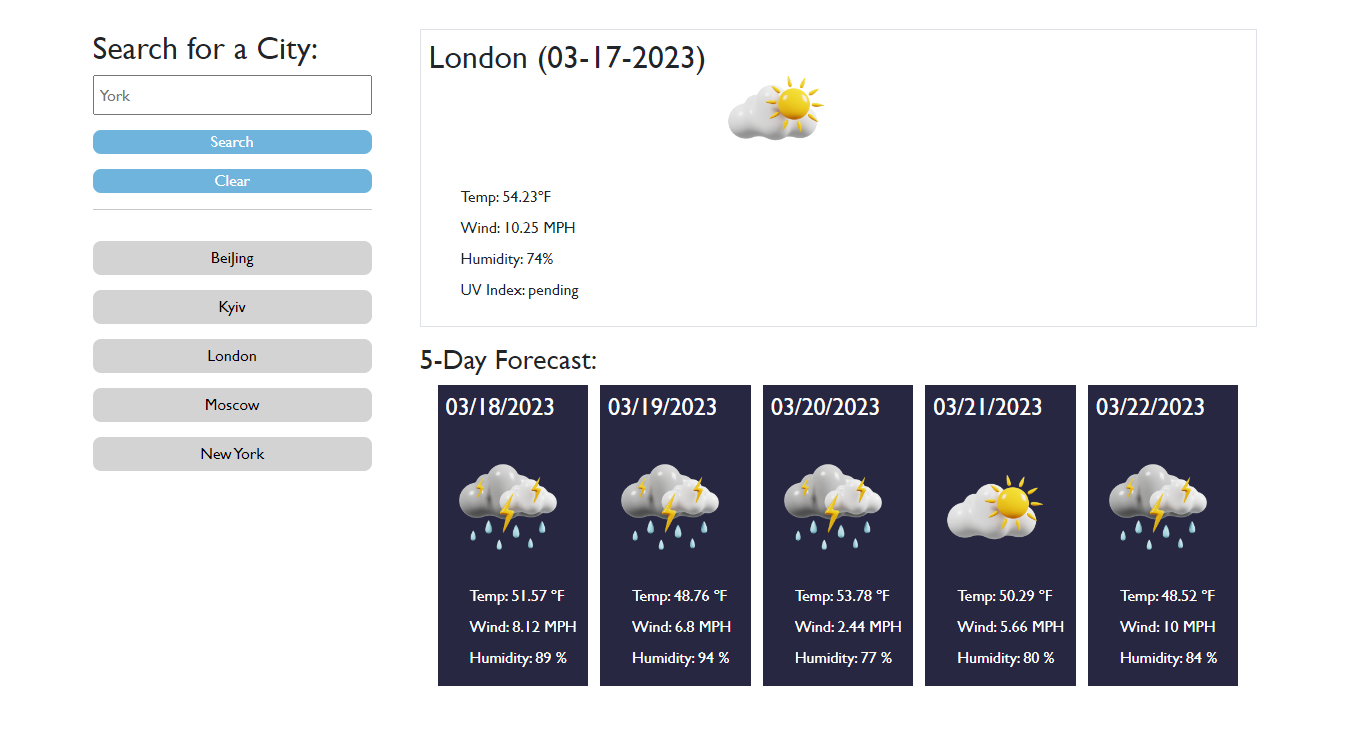 Search for a City:
York
Search
Clear
BeiJing
Kyiv
London
Moscow
New York
London (03-17-2023)
Temp: 54.23°F
Wind: 10.25 MPH
Humidity: 74%
UV Index: pending
5-Day Forecast:
03/18/2023
Temp: 51.57 °F
Wind: 8.12 MPH
Humidity: 89 %
03/19/2023
Temp: 48.76 °F
Wind: 6.8 MPH
Humidity: 94 %
03/20/2023
Temp: 53.78 °F
Wind: 2.44 MPH
Humidity: 77 %
03/21/2023
Temp: 50.29 °F
Wind: 5.66 MPH
Humidity: 80 %
03/22/2023
Temp: 48.52 °F
Wind: 10 MPH
Humidity: 84 %